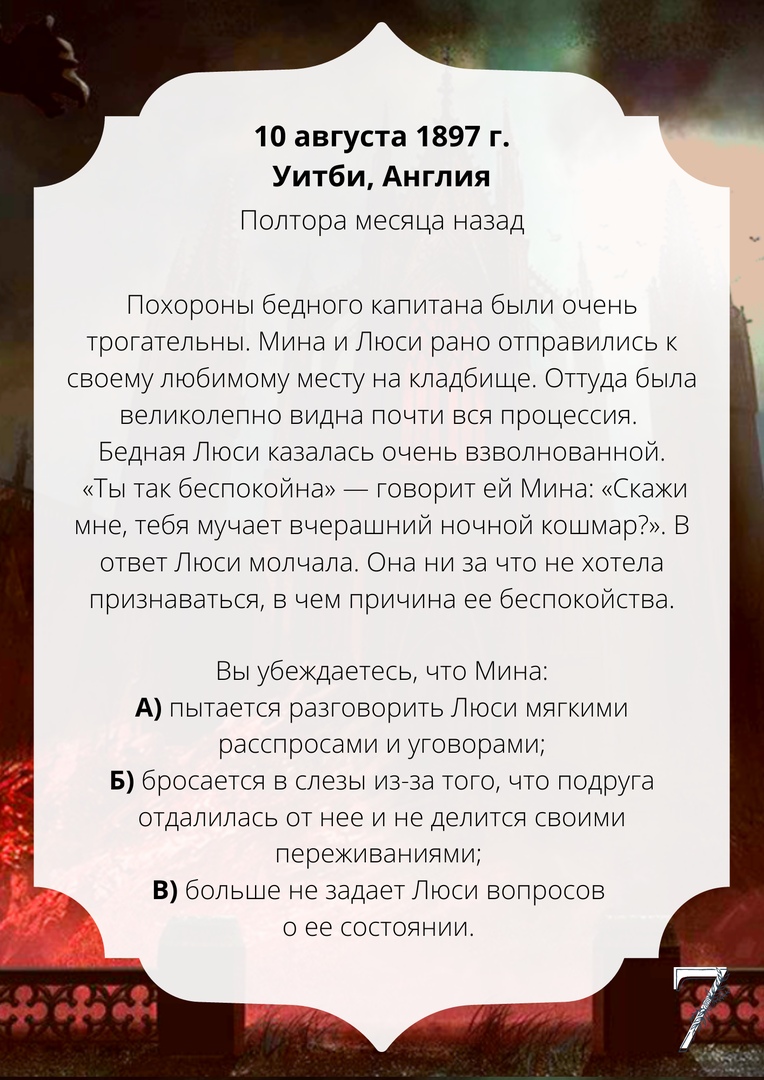 10 августа 1897 г.
Уитби, Англия
Полтора месяца назад
Похороны бедного капитана были очень
трогательны. Мина и Люси рано отправились к
своему любимому месту на кладбище. Оттуда была
великолепно видна почти вся процессия.
Бедная Люси казалась очень взволнованной.
«Ты так беспокойна» — говорит ей Мина: «Скажи
мне, тебя мучает вчерашний ночной кошмар?». В
ответ Люси молчала. Она ни за что не хотела
признаваться, в чем причина ее беспокойства.
Вы убеждаетесь, что Мина:
А) пытается разговорить Люси мягкими
расспросами и уговорами;
Б) бросается в слезы из-за того, что подруга
отдалилась от нее и не делится своими
переживаниями;
В) больше не задает Люси вопросов
о ее состоянии.
7